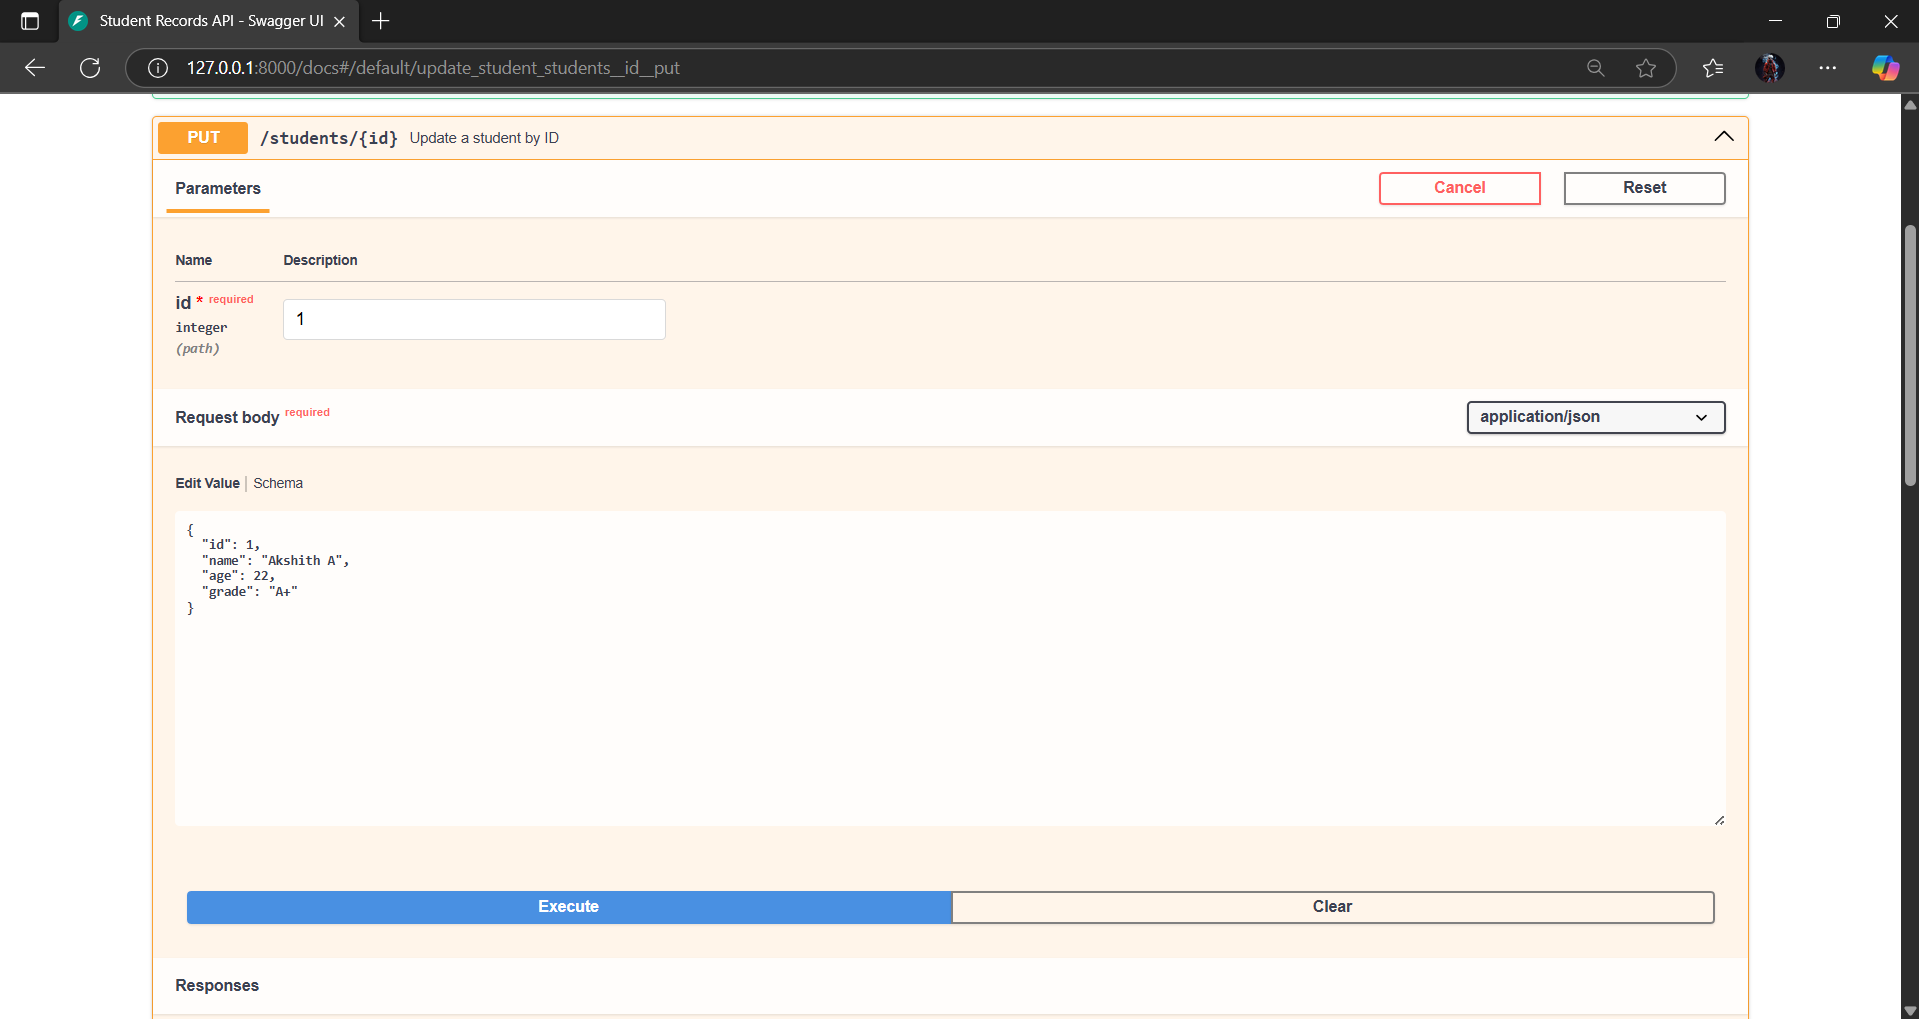 Student Records API - Swagger UI
127.0.0.1:8000/docs#/default/update_student_students__id__put
PUT /students/{id} Update a student by ID
Parameters Cancel Reset
Name Description
id * required 1
integer
(path)
Request body required application/json
Edit Value | Schema
{
  "id": 1,
  "name": "Akshith A",
  "age": 22,
  "grade": "A+"
}
Execute Clear
Responses